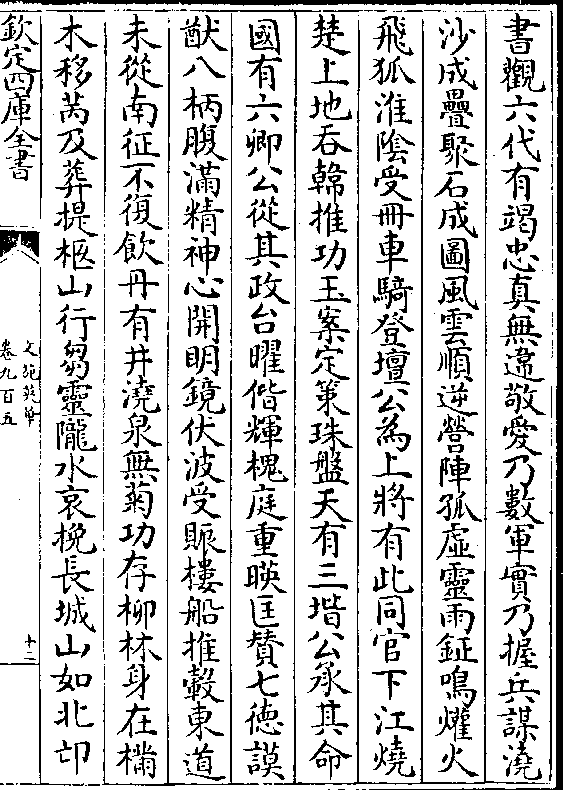 書觀六代有竭忠真無違敬愛乃數軍實乃握兵謀澆
沙成壘聚石成圖風雲順逆營陣孤虛靈雨鉦鳴爟火
飛狐淮陰受冊車騎登壇公為上將有此同官下江燒
楚上地吞韓推功玉案定策珠盤天有三堦公承其命
國有六卿公從其政台曜偕輝槐庭重暎匡賛七徳謨
猷八柄腹滿精神心開明鏡伏波受賑樓船推轂東道
未從南征不復飲丹有井澆泉無菊功存柳林身在槅
木移芮及葬提柩山行芻靈隴水哀挽長城山如北邙
欽定四庫全書
文苑英華
卷九百五
十二